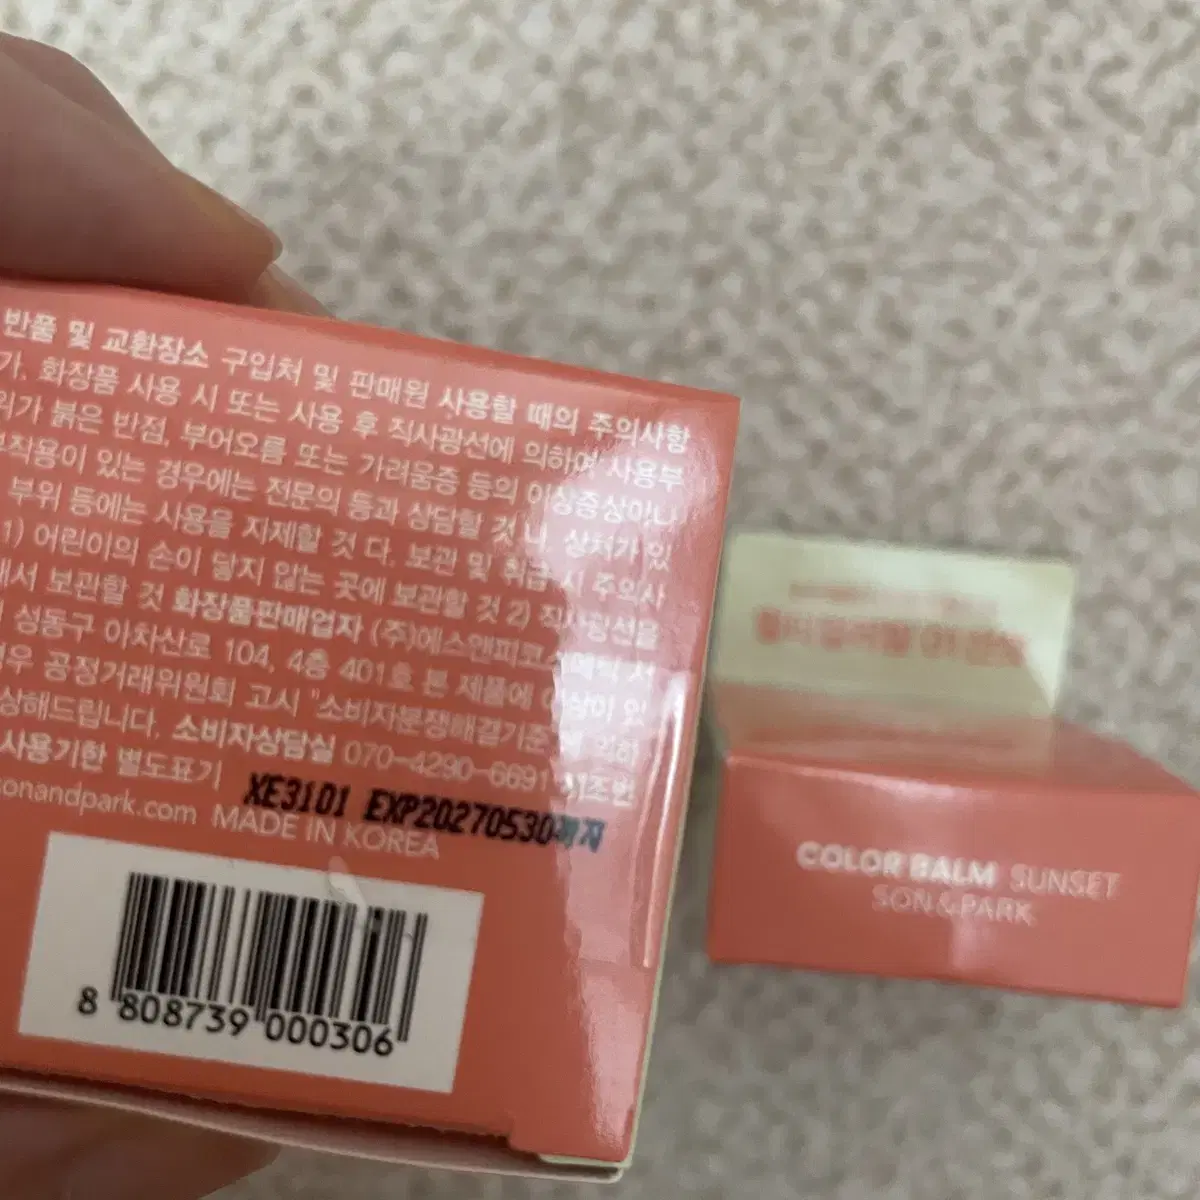 반품 및 교환장소 구입처 및 판매원 사용할 때의 주의사항
가. 화장품 사용 시 또는 사용 후 직사광선에 의하여 사용부
위가 붉은 반점, 부어오름 또는 가려움증 등의 이상증상이나
부작용이 있는 경우에는 전문의 등과 상담할 것 나. 상처가 있
부위 등에는 사용을 자제할 것 다. 보관 및 취급 시 주의사
1) 어린이의 손이 닿지 않는 곳에 보관할 것 2) 직사광선을
해서 보관할 것 화장품판매업자 (주)에스앤피코스메틱 서
성동구 아차산로 104, 4층 401호 본 제품에 이상이 있
경우 공정거래위원회 고시 "소비자분쟁해결기준"에 의해
상해드립니다. 소비자상담실 070-4290-6691 제조번
사용기한 별도표기
XE3101 EXP20270530까지
sonandpark.com MADE IN KOREA
8 808739 000306
COLOR BALM SUNSET
SON&PARK